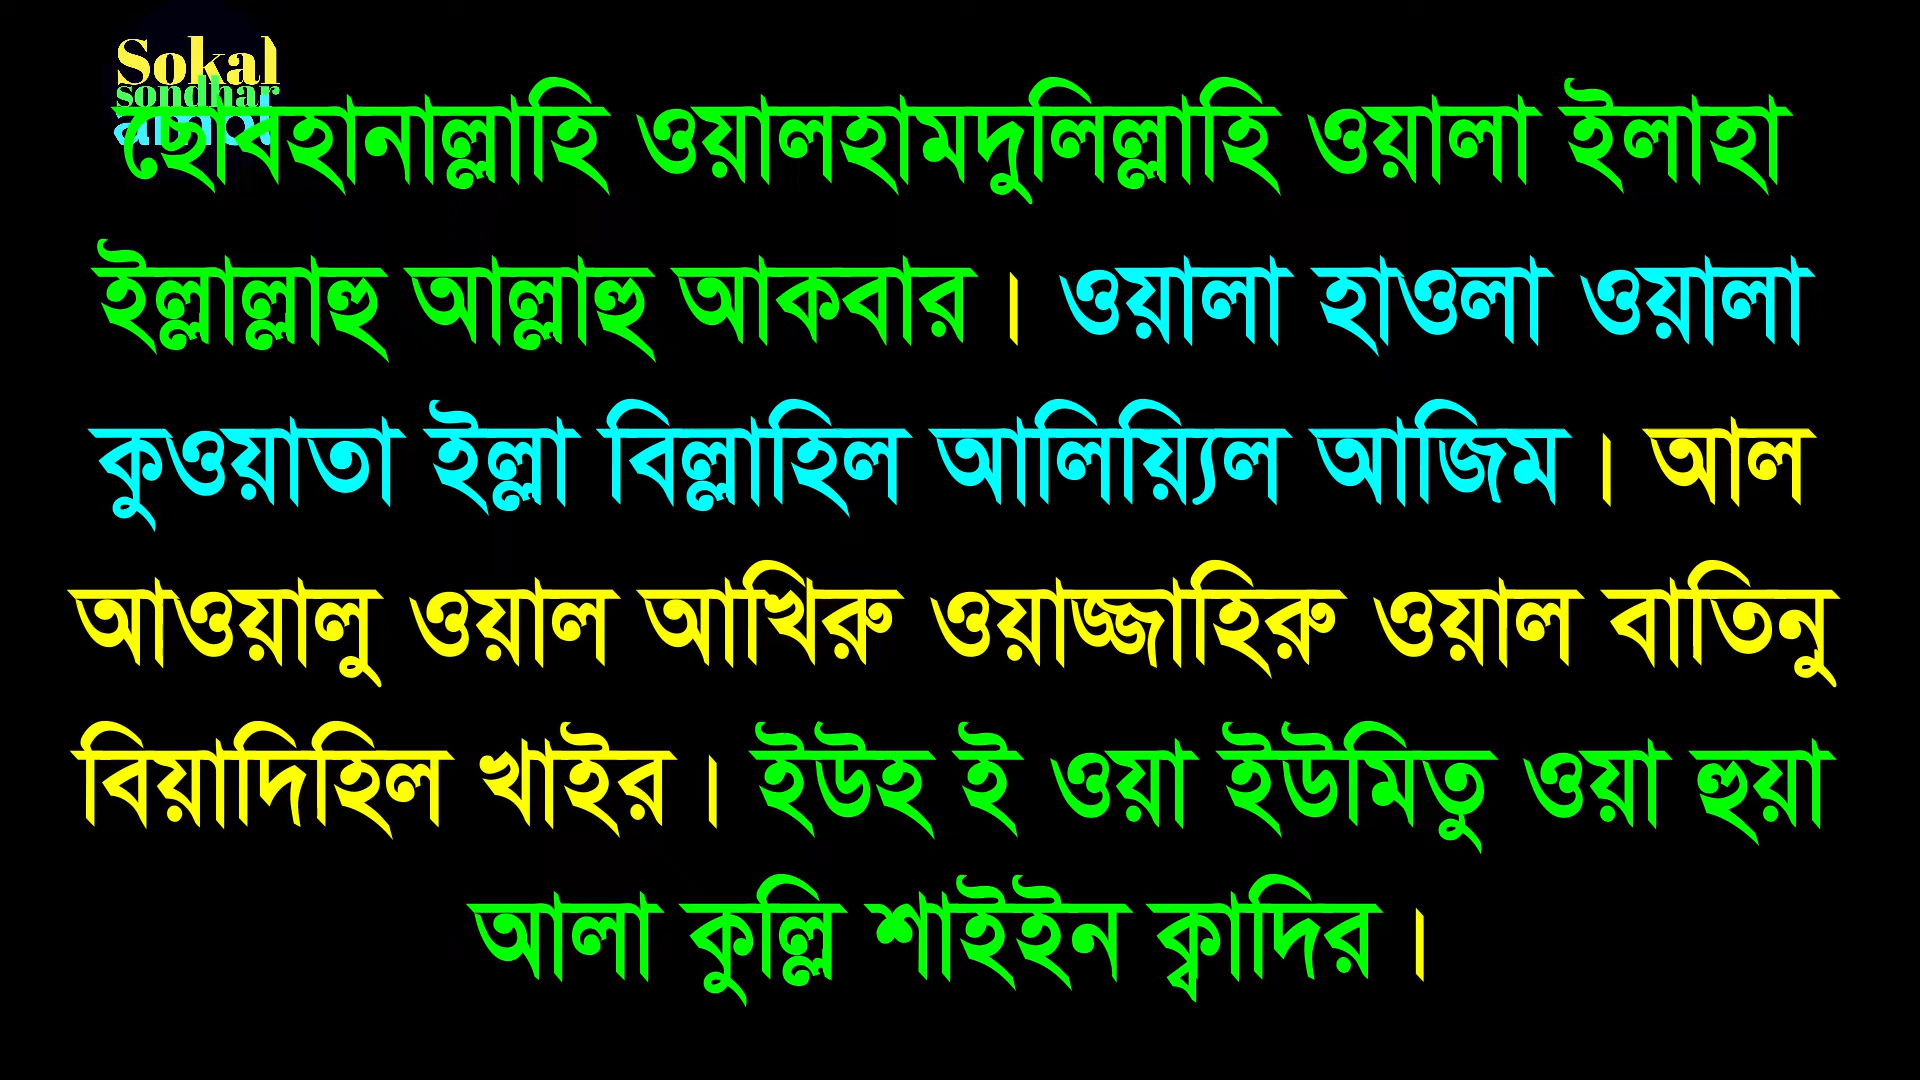 Sokal
sondhar
amol
ছোবহানাল্লাহি ওয়ালহামদুলিল্লাহি ওয়ালা ইলাহা
ইল্লাল্লাহু আল্লাহু আকবার । ওয়ালা হাওলা ওয়ালা
কুওয়াতা ইল্লা বিল্লাহিল আলিয়্যিল আজিম । আল
আওয়ালু ওয়াল আখিরু ওয়াজ্জাহিরু ওয়াল বাতিনু
বিয়াদিহিল খাইর । ইউহ ই ওয়া ইউমিতু ওয়া হুয়া
আলা কুল্লি শাইইন ক্বাদির ।